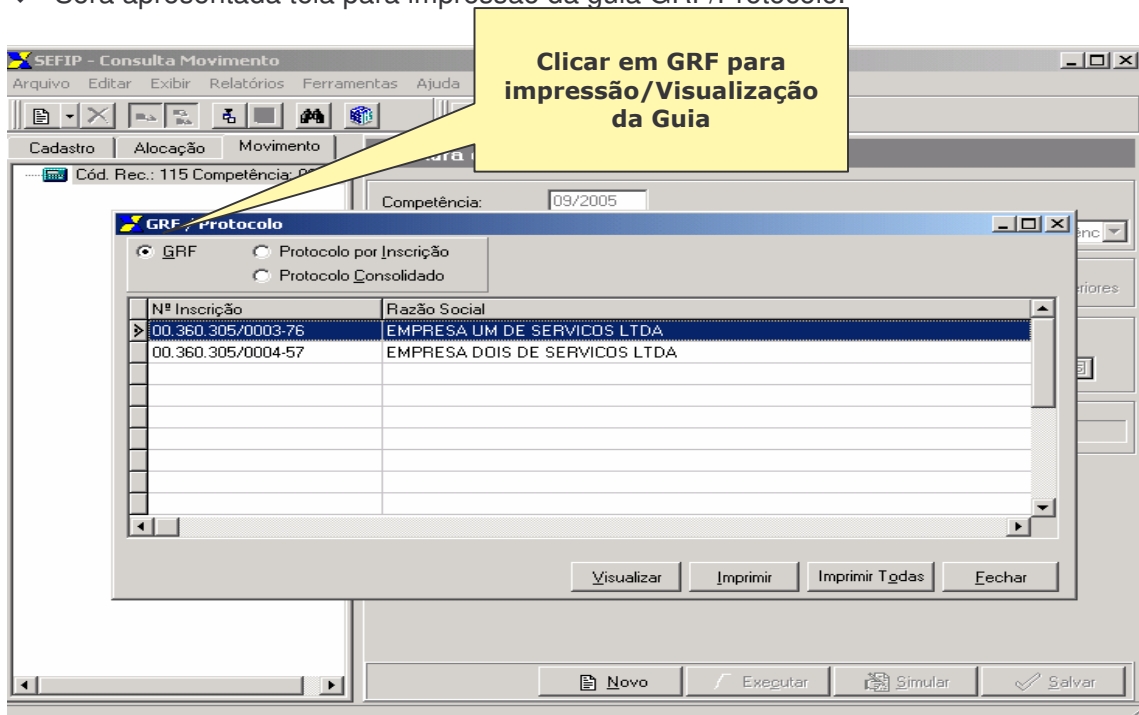 Será apresentada tela para impressão da guia GRF/Protocolo.
Clicar em GRF para
impressão/Visualização
da Guia
SEFIP - Consulta Movimento
Arquivo Editar Exibir Relatórios Ferramentas Ajuda
Cadastro Alocação Movimento
Cód. Rec.: 115 Competência:
Competência: 09/2005
GRF / Protocolo
GRF Protocolo por Inscrição
Protocolo Consolidado
Nº Inscrição Razão Social
00.360.305/0003-76 EMPRESA UM DE SERVICOS LTDA
00.360.305/0004-57 EMPRESA DOIS DE SERVICOS LTDA
Visualizar Imprimir Imprimir Todas Fechar
Novo Executar Simular Salvar